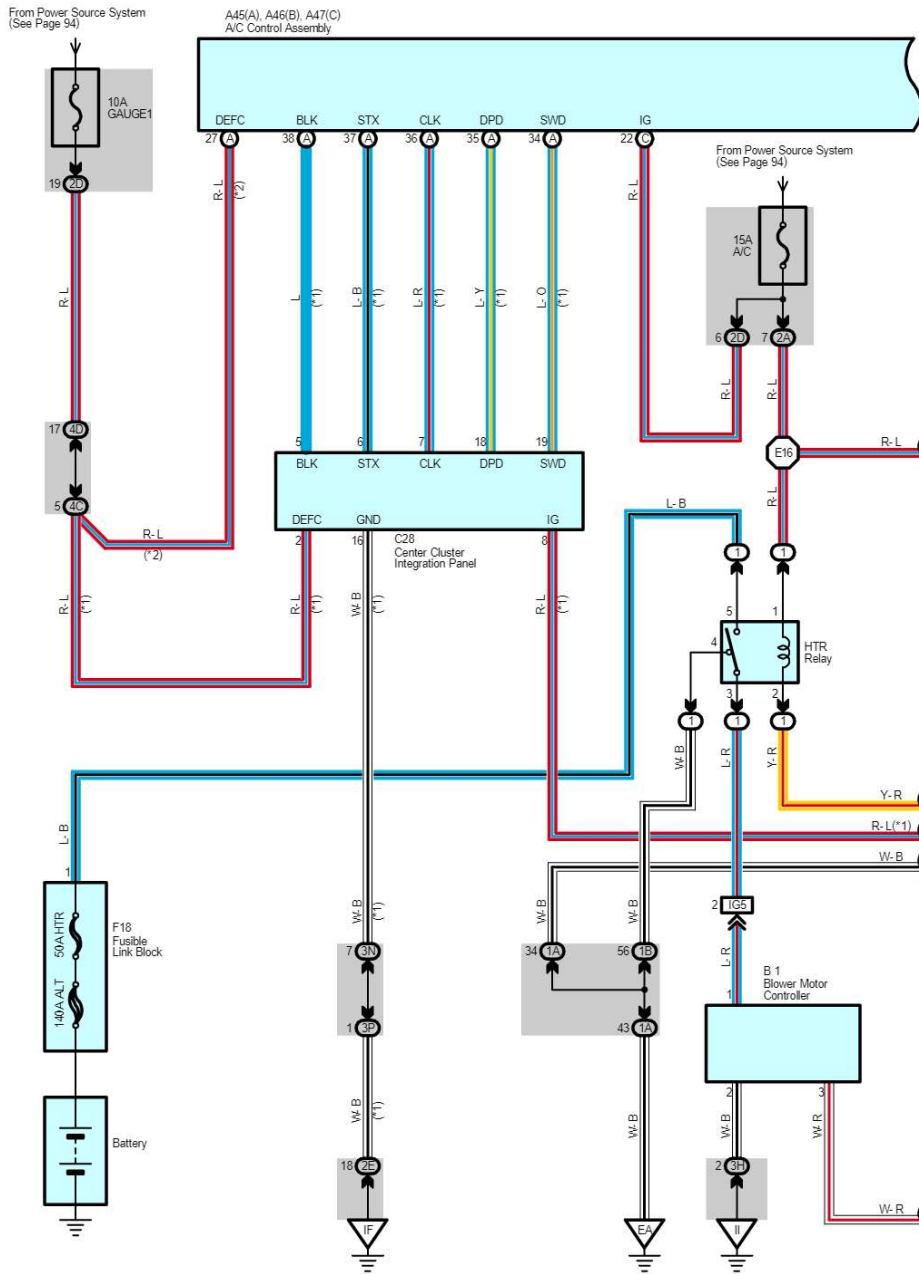 From Power Source System
(See Page 94)
A45(A), A46(B), A47(C)
A/C Control Assembly
10A
GAUGE1
DEFC
BLK
STX
CLK
DPD
SWD
IG
27 A
38 A
37 A
36 A
35 A
34 A
22 C
From Power Source System
(See Page 94)
19 2D
R-L
(*2)
R-L
15A
A/C
R-L
L
(*1)
L-B
(*1)
L-R
(*1)
L-Y
(*1)
L-O
(*1)
6 2D
7 2A
R-L
R-L
17 4D
5
6
7
18
19
BLK
STX
CLK
DPD
SWD
E16
R-L
5 4C
R-L
(*2)
L-B
R-L
DEFC
GND
IG
2
16
8
C28
Center Cluster
Integration Panel
1
1
R-L
(*1)
R-L
(*1)
W-B
(*1)
R-L
(*1)
5
1
4
HTR
Relay
3
2
1
1
1
W-B
L-R
Y-R
Y-R
R-L(*1)
W-B
L-B
1
F18
Fusible
Link Block
50A HTR
140A ALT
W-B
(*1)
W-B
W-B
2 IG5
7 3N
34 1A
56 1B
L-R
B 1
Blower Motor
Controller
1
1 3P
43 1A
W-B
(*1)
W-B
2
3
W-B
W-R
Battery
18 2E
2 3H
W-R
IF
EA
II